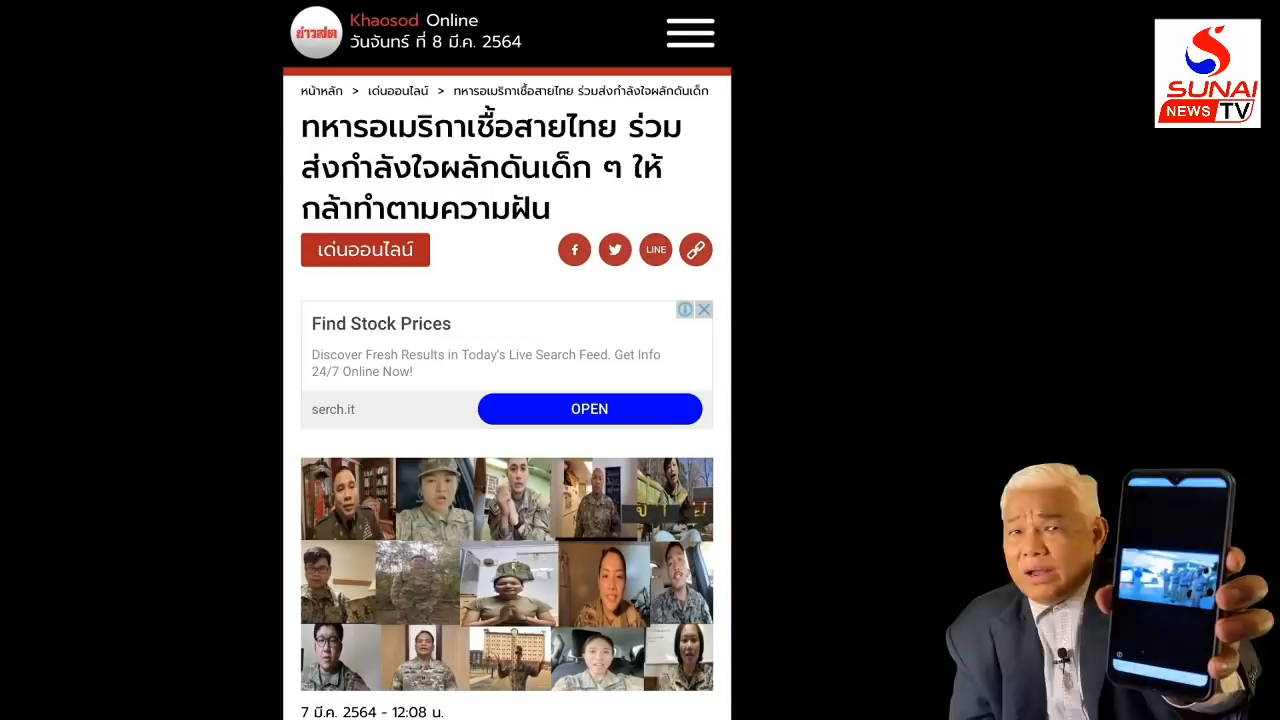 ข่าวสด
Khaosod Online
วันจันทร์ ที่ 8 มี.ค. 2564
SUNAI
NEWS TV
หน้าหลัก > เด่นออนไลน์ > ทหารอเมริกาเชื้อสายไทย ร่วมส่งกำลังใจผลักดันเด็ก
ทหารอเมริกาเชื้อสายไทย ร่วม
ส่งกำลังใจผลักดันเด็ก ๆ ให้
กล้าทำตามความฝัน
เด่นออนไลน์
LINE
Find Stock Prices
Discover Fresh Results in Today's Live Search Feed. Get Info
24/7 Online Now!
serch.it
OPEN
7 มี.ค. 2564 - 12:08 น.